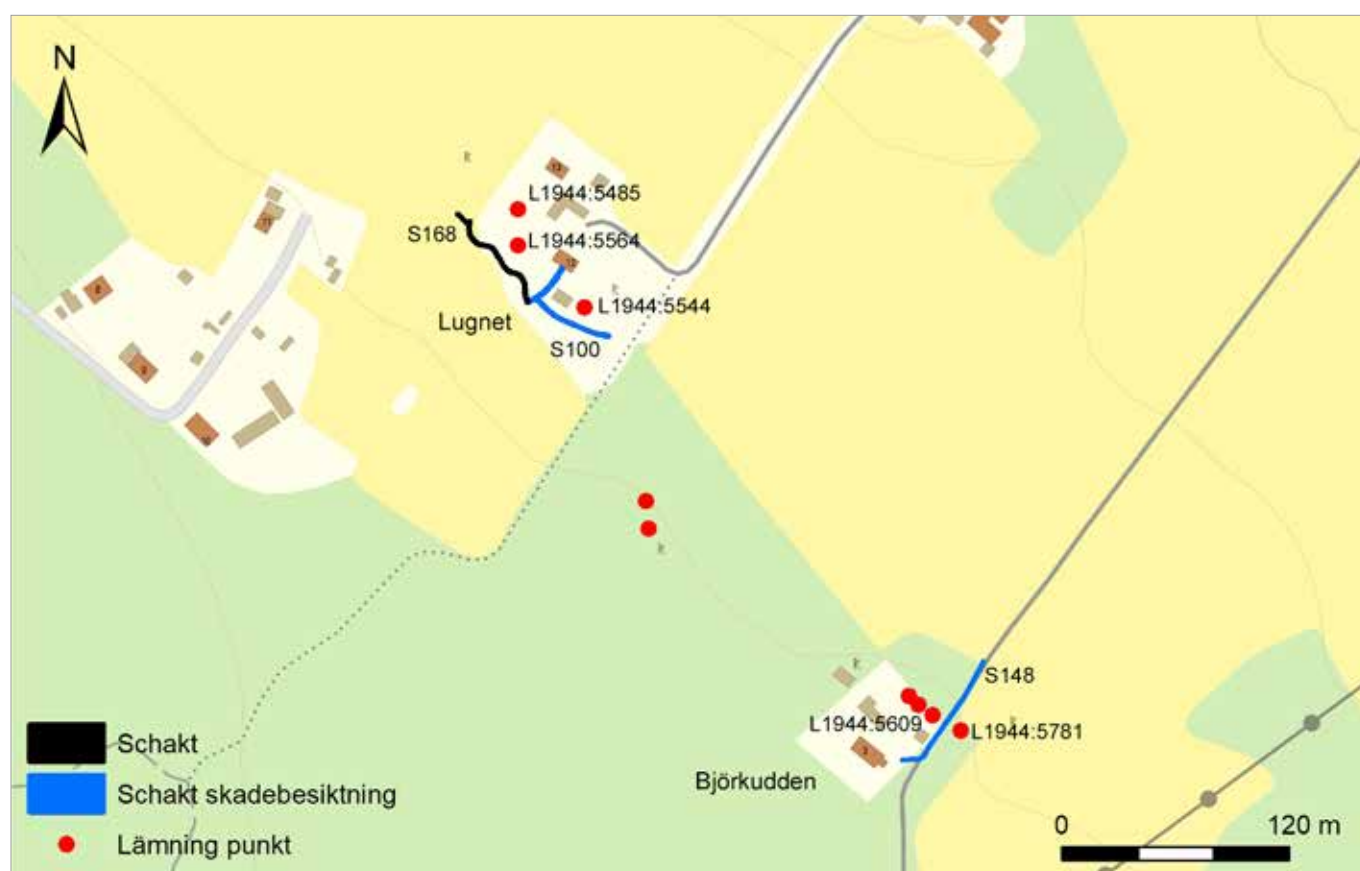 N
L1944:5485
S168
L1944:5564
L1944:5544
Lugnet
S100
S148
L1944:5609
L1944:5781
Björkudden
Schakt
Schakt skadebesiktning
Lämning punkt
0 120 m